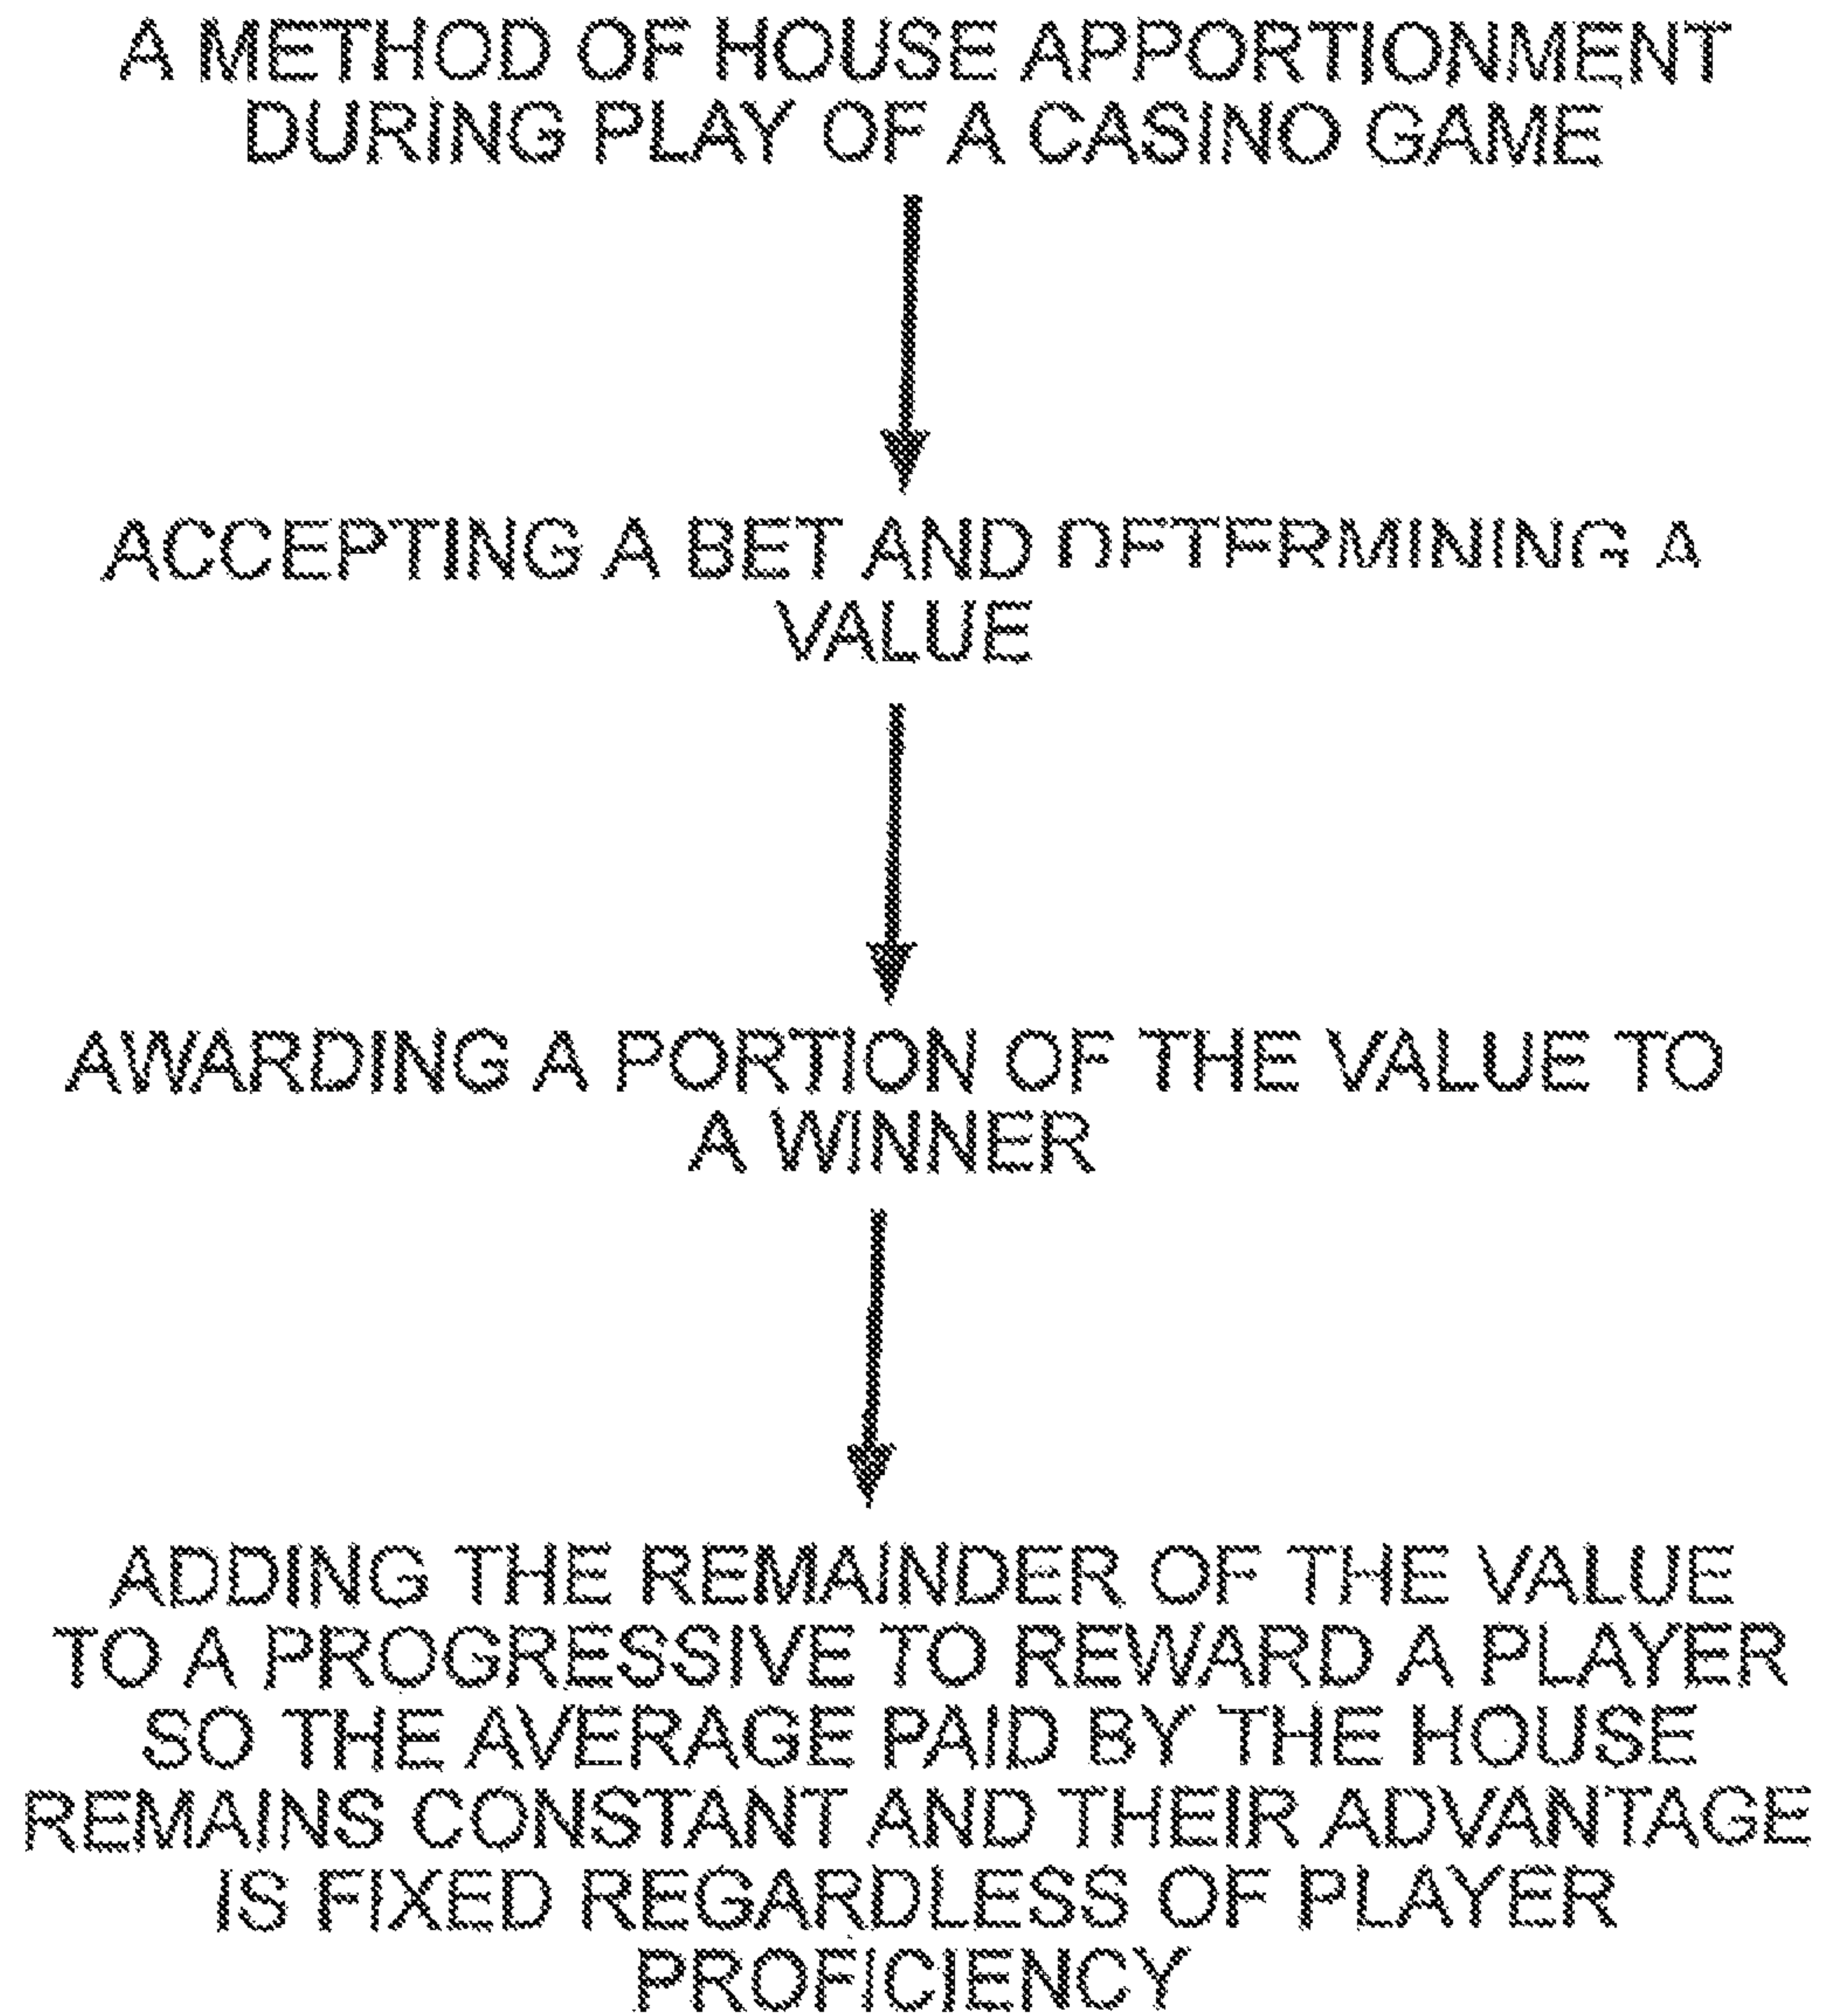 A METHOD OF HOUSE APPORTIONMENT
DURING PLAY OF A CASINO GAME
ACCEPTING A BET AND DETERMINING A
VALUE
AWARDING A PORTION OF THE VALUE TO
A WINNER
ADDING THE REMAINDER OF THE VALUE
TO A PROGRESSIVE TO REWARD A PLAYER
SO THE AVERAGE PAID BY THE HOUSE
REMAINS CONSTANT AND THEIR ADVANTAGE
IS FIXED REGARDLESS OF PLAYER
PROFICIENCY